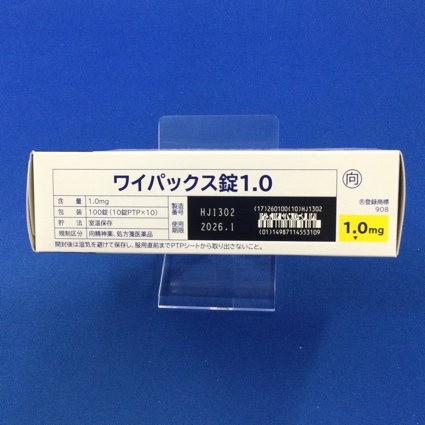 ワイパックス錠1.0
向
含量 1.0mg
包装 100錠(10錠PTP×10)
貯法 室温保存
規制区分 向精神薬、処方箋医薬品
開封後は湿気を避けて保存し、服用直前までPTPシートから取り出さないこと。
製造番号 HJ1302
使用期限 2026.1
(17)260100(10)HJ1302
(01)14987114553109
®登録商標
908
1.0mg